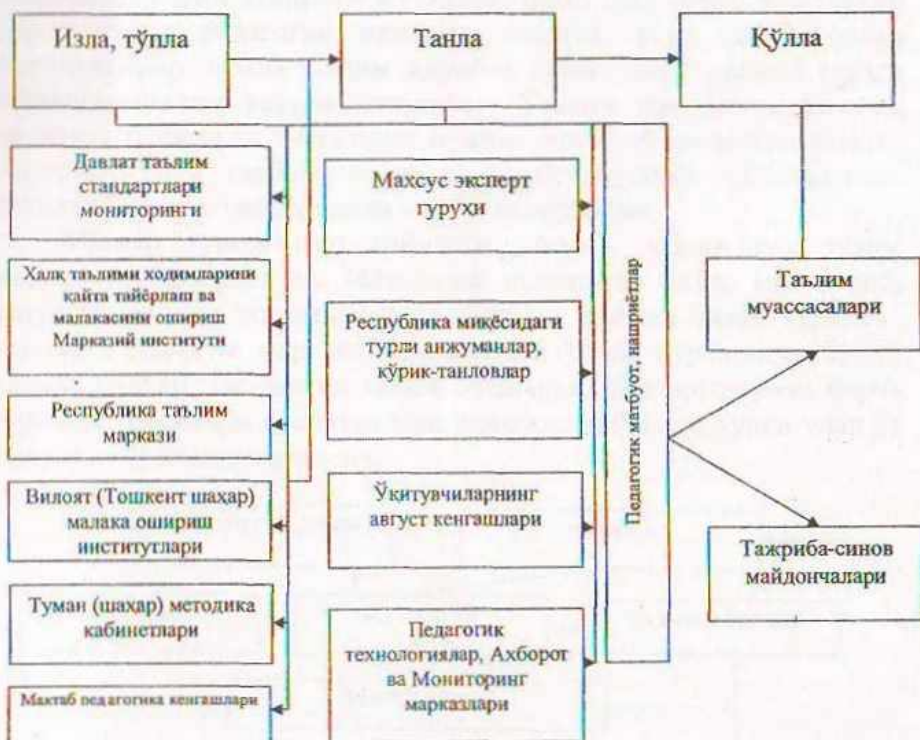 Изла, тўпла
Танла
Қўлла
Давлат таълим
стандартлари
мониторинги
Халқ таълими ходимларини
қайта тайёрлаш ва
малакасини ошириш
Марказий институти
Республика таълим
маркази
Вилоят (Тошкент шаҳар)
малака ошириш
институтлари
Туман (шаҳар) методика
кабинетлари
Мактаб педагогика кенгашлари
Махсус эксперт
гуруҳи
Республика миқёсидаги
турли анжуманлар,
кўрик-танловлар
Ўқитувчиларнинг
август кенгашлари
Педагогик
технологиялар, Ахборот
ва Мониторинг
марказлари
Педагогик матбуот, нашриётлар
Таълим
муассасалари
Тажриба-синов
майдончалари